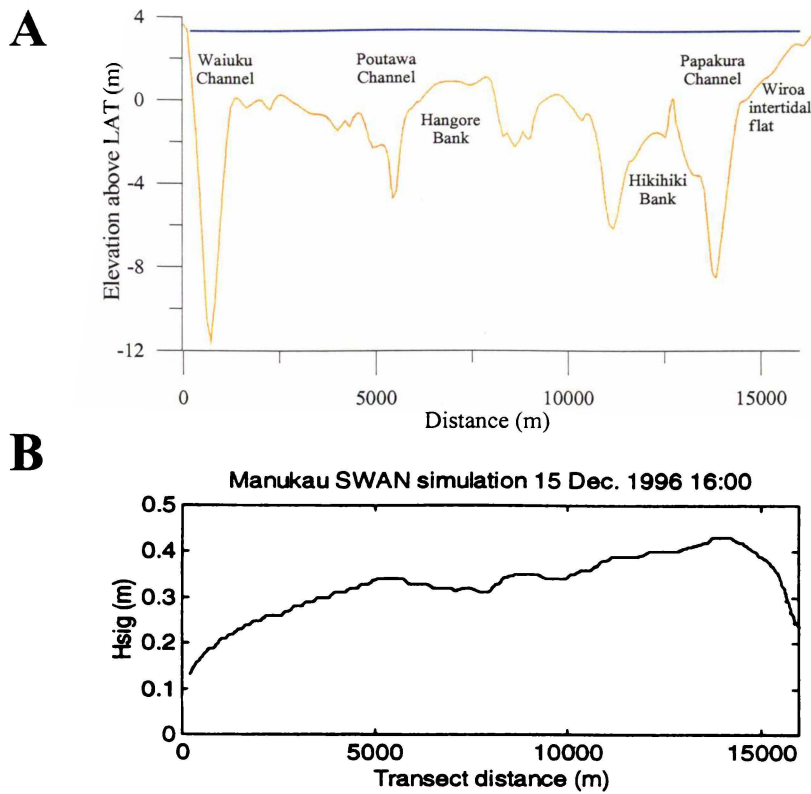 A
4
0
-4
-8
-12
Elevation above LAT (m)
Waiuku
Channel
Poutawa
Channel
Hangore
Bank
Papakura
Channel
Wiroa
intertidal
flat
Hikihiki
Bank
0
5000
10000
15000
Distance (m)
B
Manukau SWAN simulation 15 Dec. 1996 16:00
0.5
0.4
0.3
0.2
0.1
0
Hsig (m)
0
5000
10000
15000
Transect distance (m)